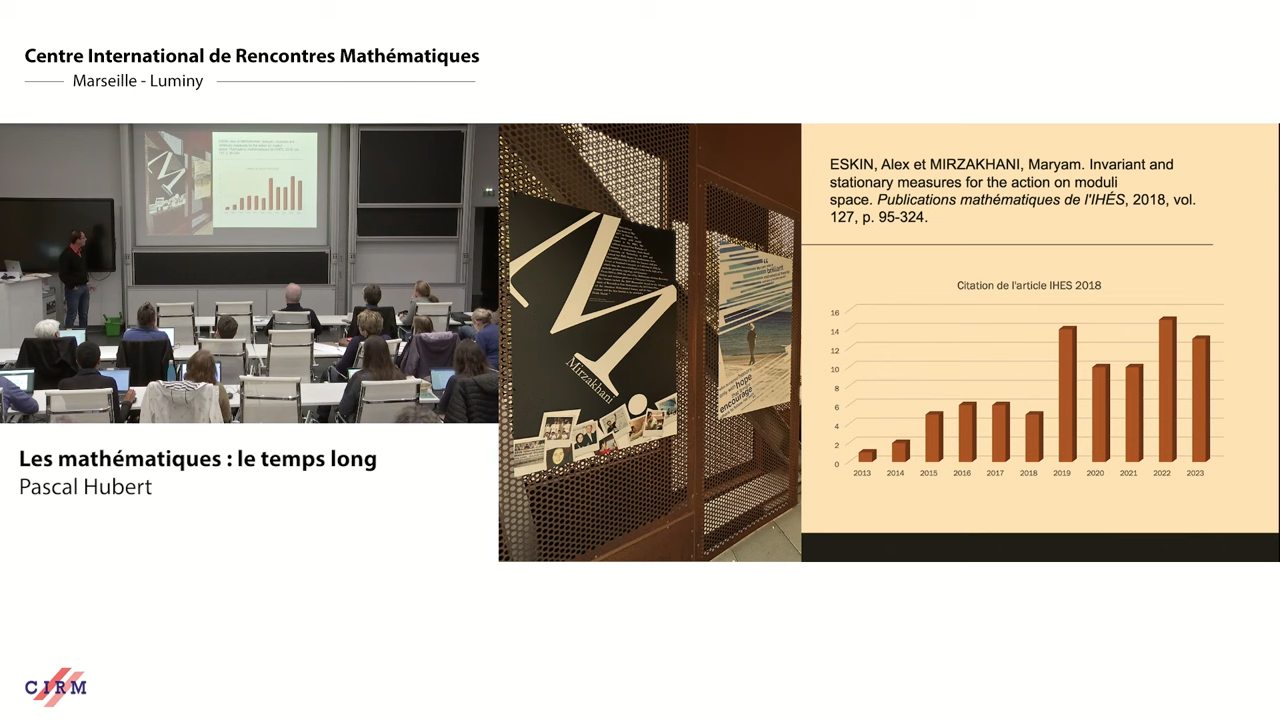 Centre International de Rencontres Mathématiques
Marseille - Luminy
ESKIN, Alex et MIRZAKHANI, Maryam. Invariant and
stationary measures for the action on moduli
space. Publications mathématiques de l'IHÉS, 2018, vol.
127, p. 95-324.
Citation de l'article IHES 2018
16
14
12
10
8
6
4
2
0
2013 2014 2015 2016 2017 2018 2019 2020 2021 2022 2023
M
Mirzakhani
hope
encourage
Les mathématiques : le temps long
Pascal Hubert
CIRM